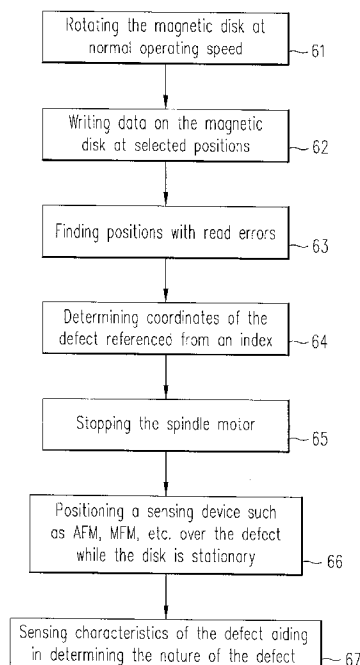 Rotating the magnetic disk at
normal operating speed
61
Writing data on the magnetic
disk at selected positions
62
Finding positions with read errors
63
Determining coordinates of the
defect referenced from an index
64
Stopping the spindle motor
65
Positioning a sensing device such
as AFM, MFM, etc. over the defect
while the disk is stationary
66
Sensing characteristics of the defect aiding
in determining the nature of the defect
67